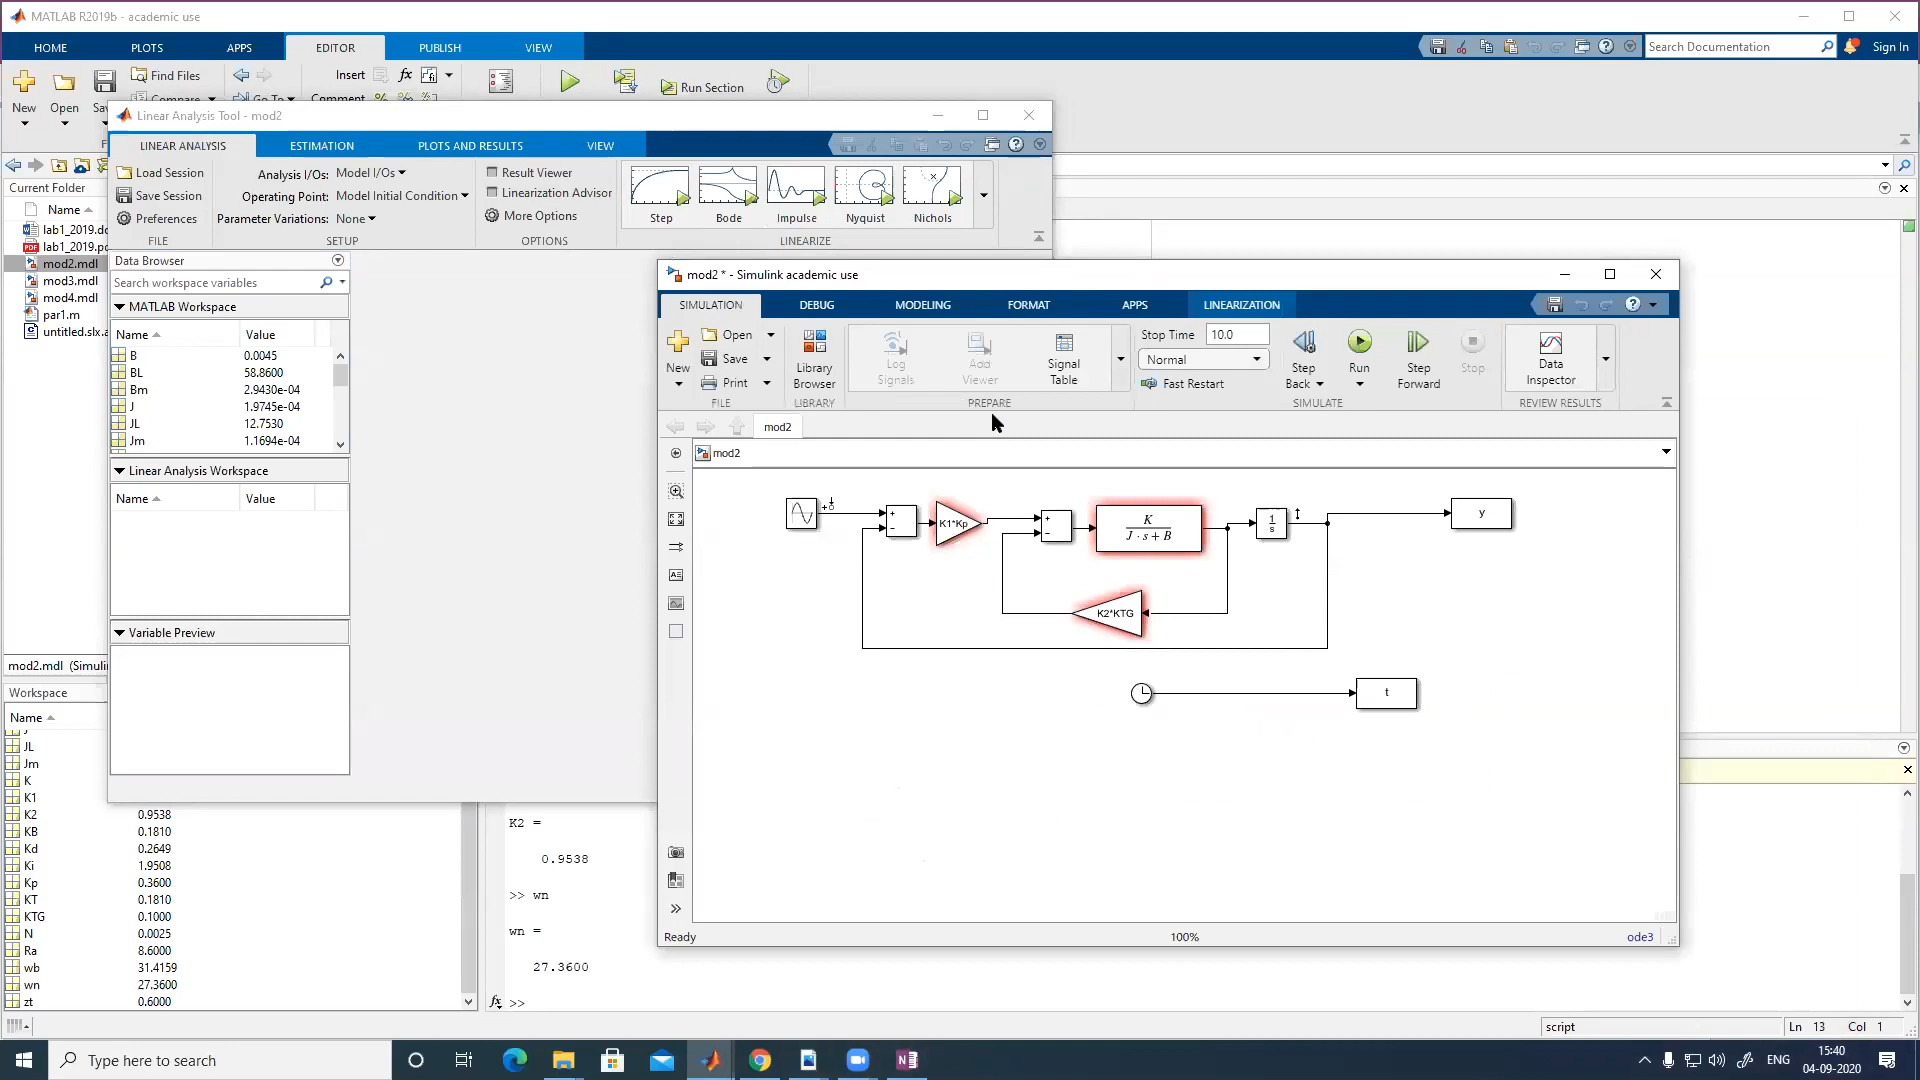 MATLAB R2019b - academic use
HOME
PLOTS
APPS
EDITOR
PUBLISH
VIEW
Search Documentation
Sign In
New
Open
Find Files
Compare
Go To
Insert
Comment
Run Section
Linear Analysis Tool - mod2
LINEAR ANALYSIS
ESTIMATION
PLOTS AND RESULTS
VIEW
Load Session
Save Session
Preferences
FILE
Analysis I/Os: Model I/Os
Operating Point: Model Initial Condition
Parameter Variations: None
SETUP
Result Viewer
Linearization Advisor
More Options
OPTIONS
Step
Bode
Impulse
Nyquist
Nichols
LINEARIZE
Current Folder
Name
lab1_2019.do
lab1_2019.pd
mod2.mdl
mod3.mdl
mod4.mdl
par1.m
untitled.slx.a
mod2.mdl (Simulin
Data Browser
Search workspace variables
MATLAB Workspace
Name Value
B 0.0045
BL 58.8600
Bm 2.9430e-04
J 1.9745e-04
JL 12.7530
Jm 1.1694e-04
Linear Analysis Workspace
Name Value
Variable Preview
mod2 * - Simulink academic use
SIMULATION
DEBUG
MODELING
FORMAT
APPS
LINEARIZATION
New
Open
Save
Print
FILE
Library Browser
LIBRARY
Log Signals
Add Viewer
Signal Table
PREPARE
Stop Time 10.0
Normal
Fast Restart
Step Back
Run
Step Forward
Stop
SIMULATE
Data Inspector
REVIEW RESULTS
mod2
mod2
K1*Kp
K
J · s + B
1
s
y
K2*KTG
t
Ready
100%
ode3
Workspace
Name
JL
Jm
K
K1
K2 0.9538
KB 0.1810
Kd 0.2649
Ki 1.9508
Kp 0.3600
KT 0.1810
KTG 0.1000
N 0.0025
Ra 8.6000
wb 31.4159
wn 27.3600
zt 0.6000
K2 =
0.9538
>> wn
wn =
27.3600
fx >>
script
Ln 13 Col 1
Type here to search
ENG
15:40
04-09-2020